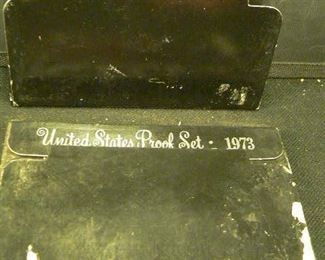 United States Proof Set - 1973